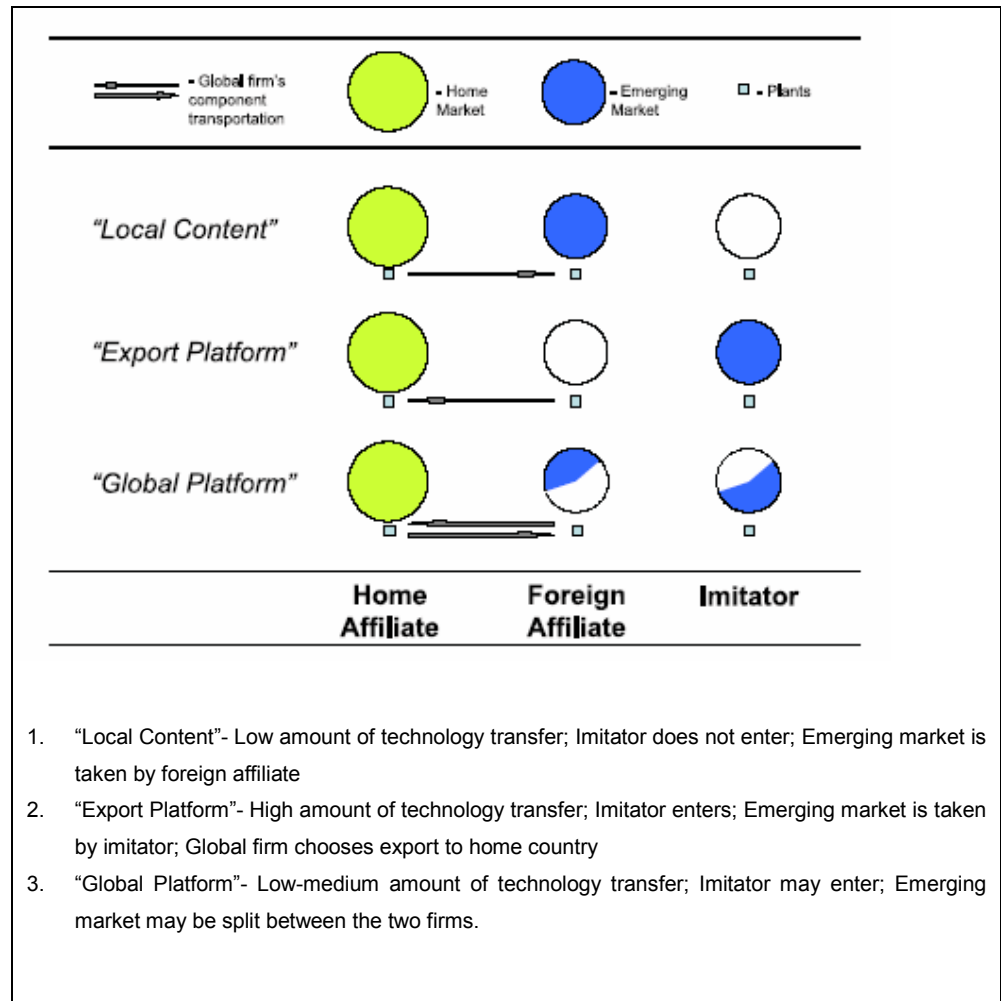 - Global firm's
component
transportation
- Home
Market
- Emerging
Market
- Plants
"Local Content"
"Export Platform"
"Global Platform"
Home
Affiliate
Foreign
Affiliate
Imitator
1. “Local Content”- Low amount of technology transfer; Imitator does not enter; Emerging market is
taken by foreign affiliate
2. “Export Platform”- High amount of technology transfer; Imitator enters; Emerging market is taken
by imitator; Global firm chooses export to home country
3. “Global Platform”- Low-medium amount of technology transfer; Imitator may enter; Emerging
market may be split between the two firms.